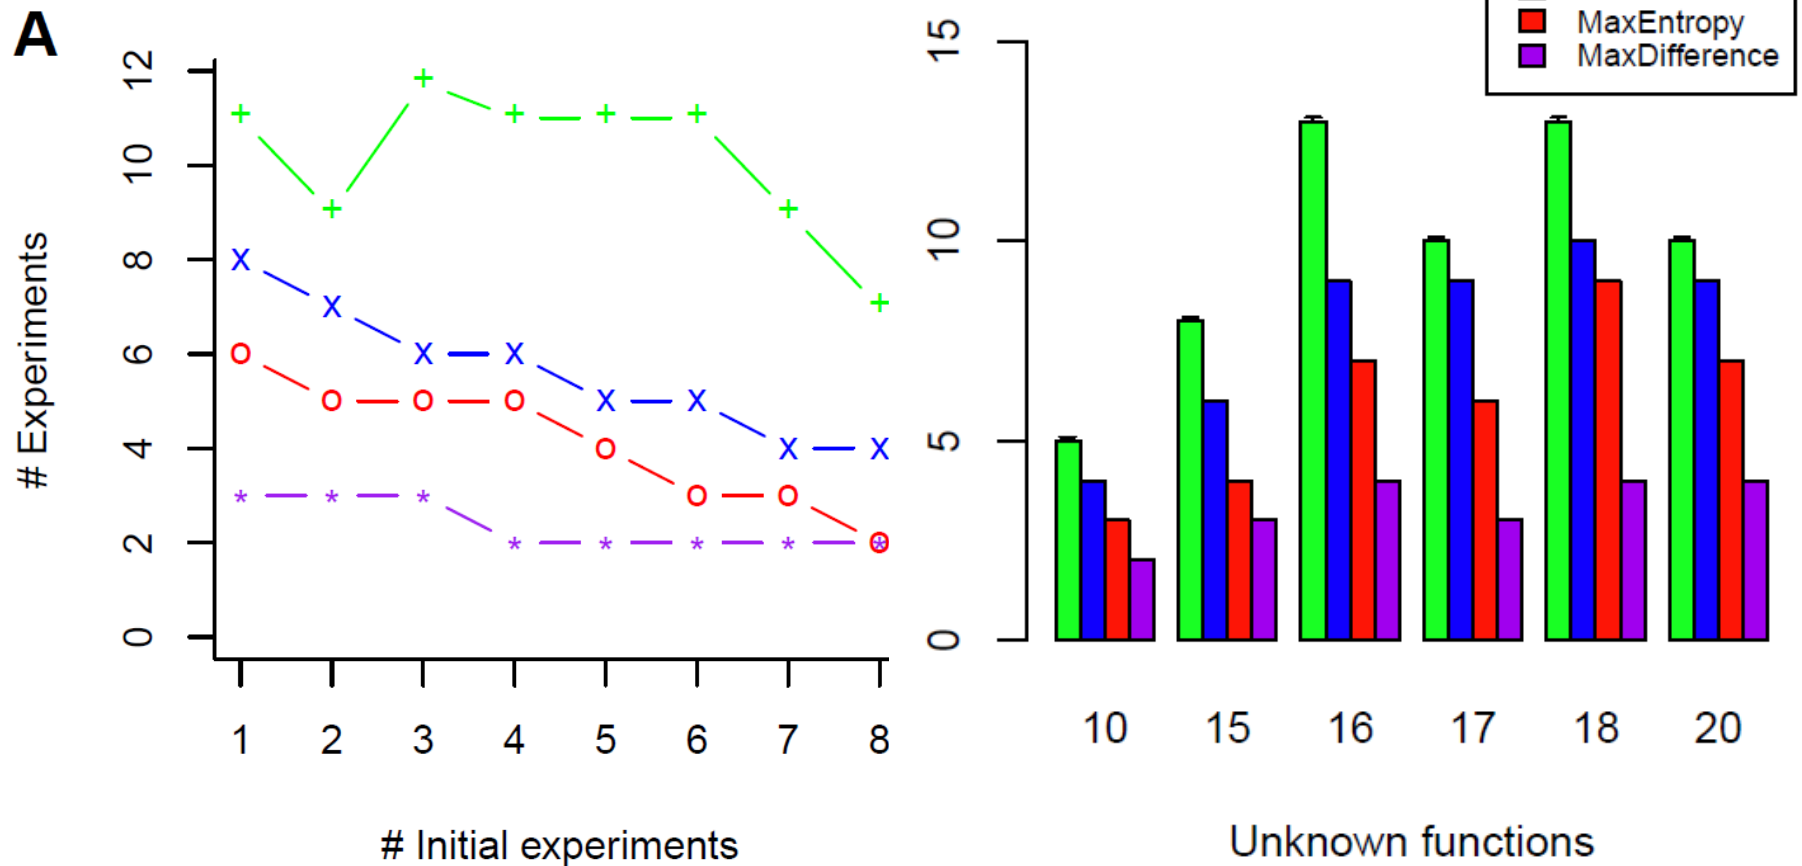 A
# Experiments
12
10
8
6
4
2
0
1 2 3 4 5 6 7 8
# Initial experiments
MaxEntropy
MaxDifference
15
10
5
0
10 15 16 17 18 20
Unknown functions